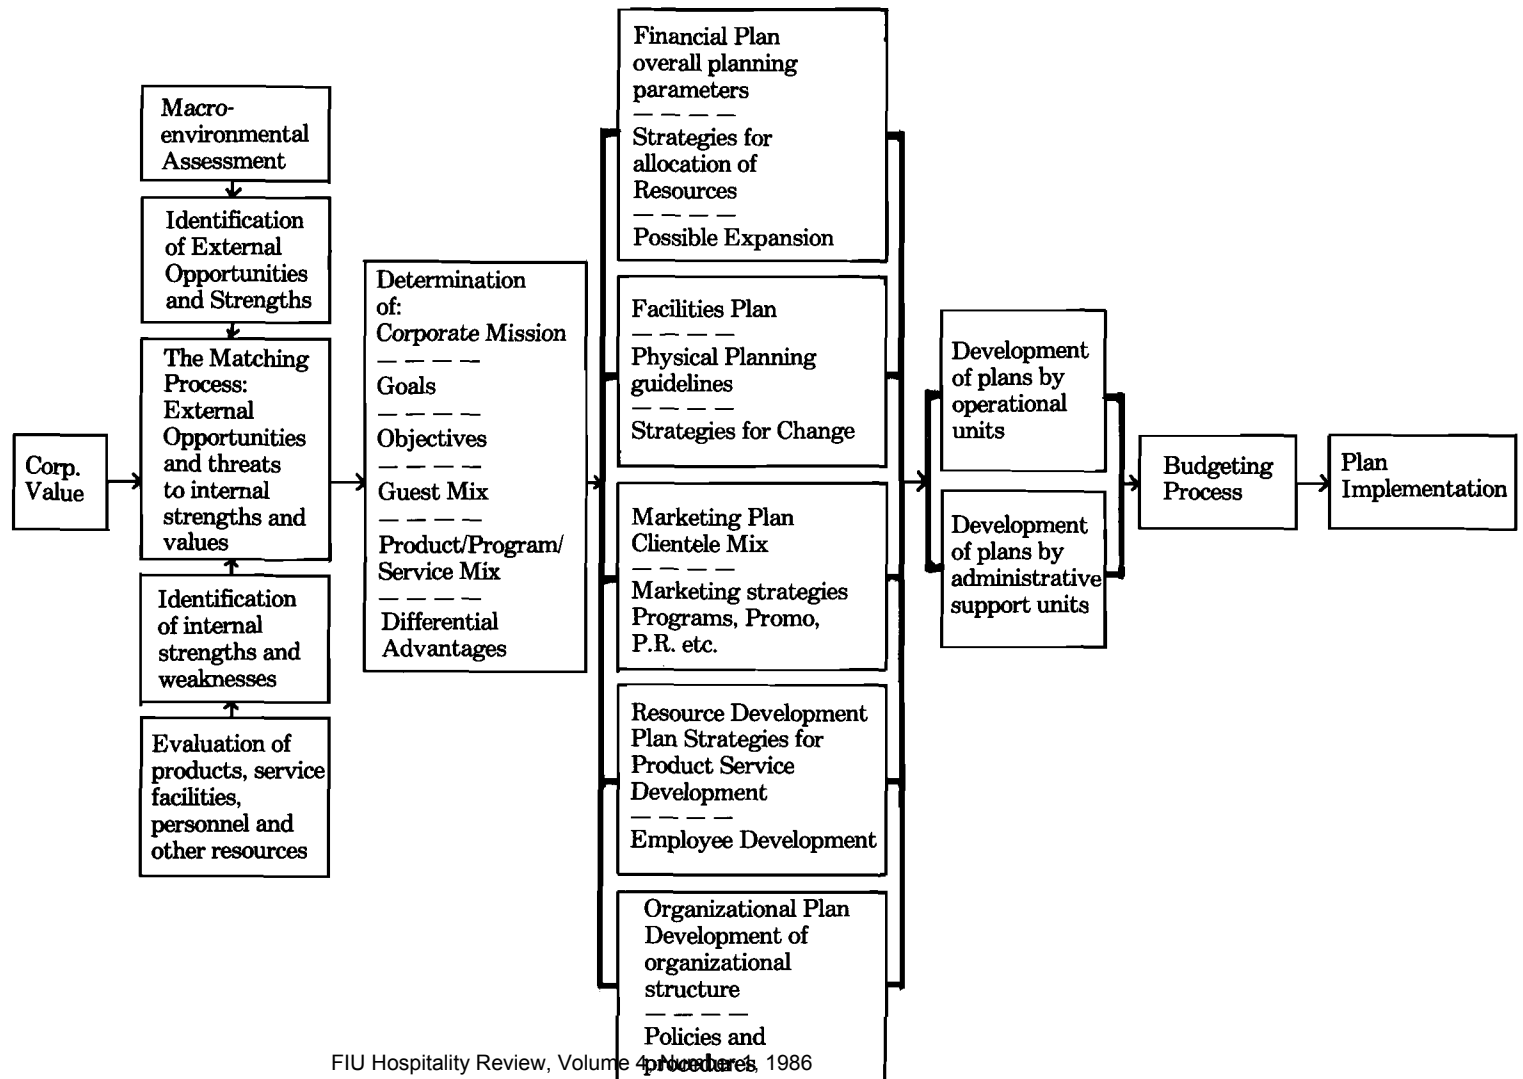 Corp.
Value
Macro-
environmental
Assessment
Identification
of External
Opportunities
and Strengths
The Matching
Process:
External
Opportunities
and threats
to internal
strengths and
values
Identification
of internal
strengths and
weaknesses
Evaluation of
products, service
facilities,
personnel and
other resources
Determination
of:
Corporate Mission
Goals
Objectives
Guest Mix
Product/Program/
Service Mix
Differential
Advantages
Financial Plan
overall planning
parameters
Strategies for
allocation of
Resources
Possible Expansion
Facilities Plan
Physical Planning
guidelines
Strategies for Change
Marketing Plan
Clientele Mix
Marketing strategies
Programs, Promo,
P.R. etc.
Resource Development
Plan Strategies for
Product Service
Development
Employee Development
Organizational Plan
Development of
organizational
structure
Policies and
procedures
Development
of plans by
operational
units
Development
of plans by
administrative
support units
Budgeting
Process
Plan
Implementation
FIU Hospitality Review, Volume 4, Number 1, 1986